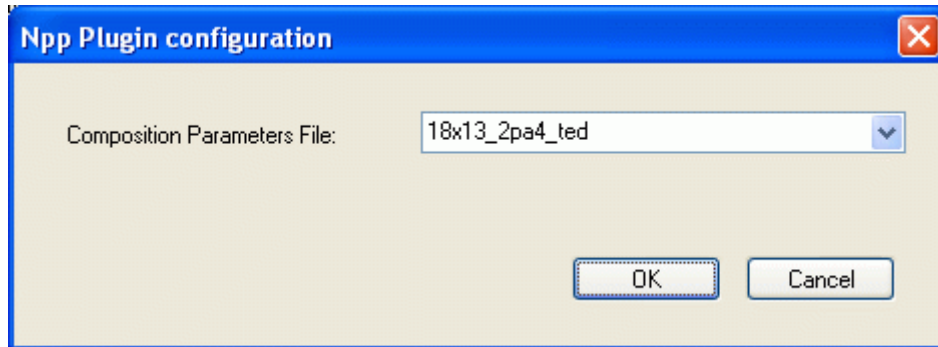 Npp Plugin configuration
Composition Parameters File: 18x13_2pa4_ted
OK Cancel